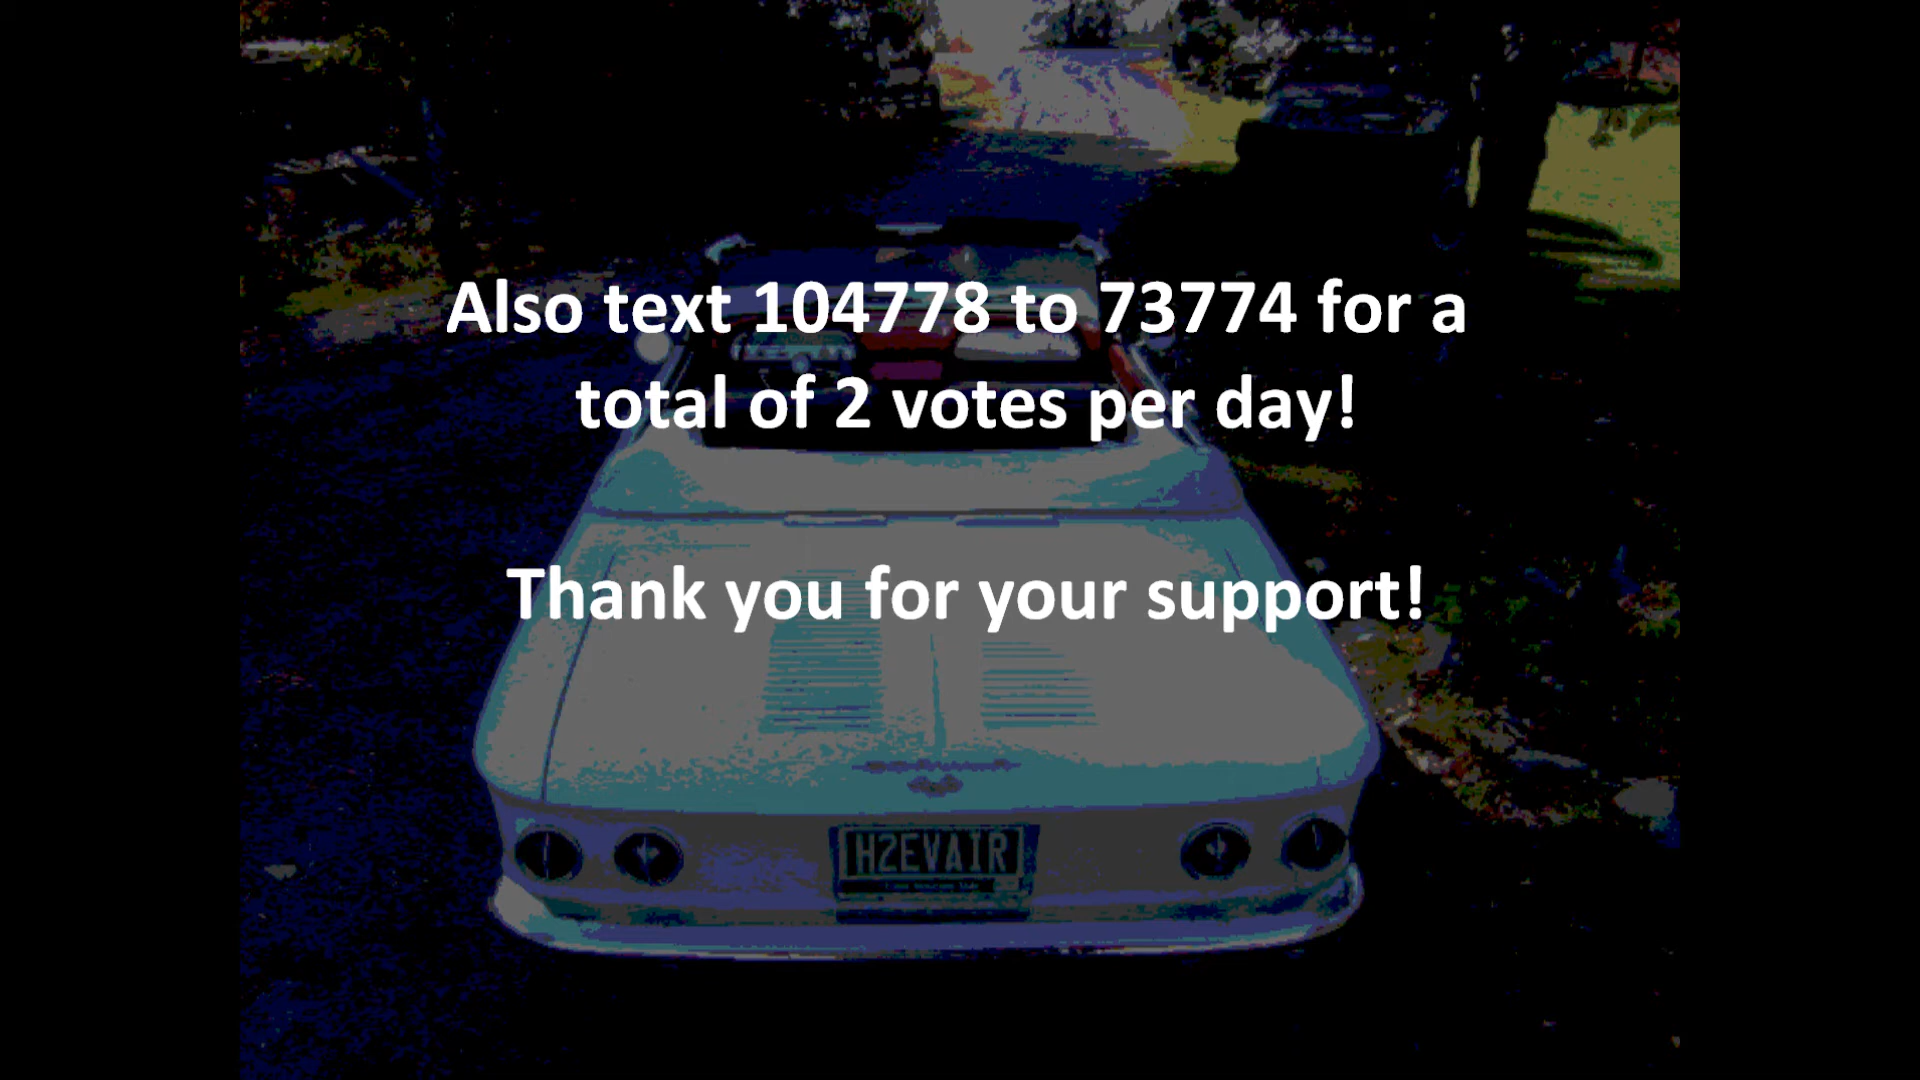 Also text 104778 to 73774 for a
total of 2 votes per day!
Thank you for your support!
H2EVAIR